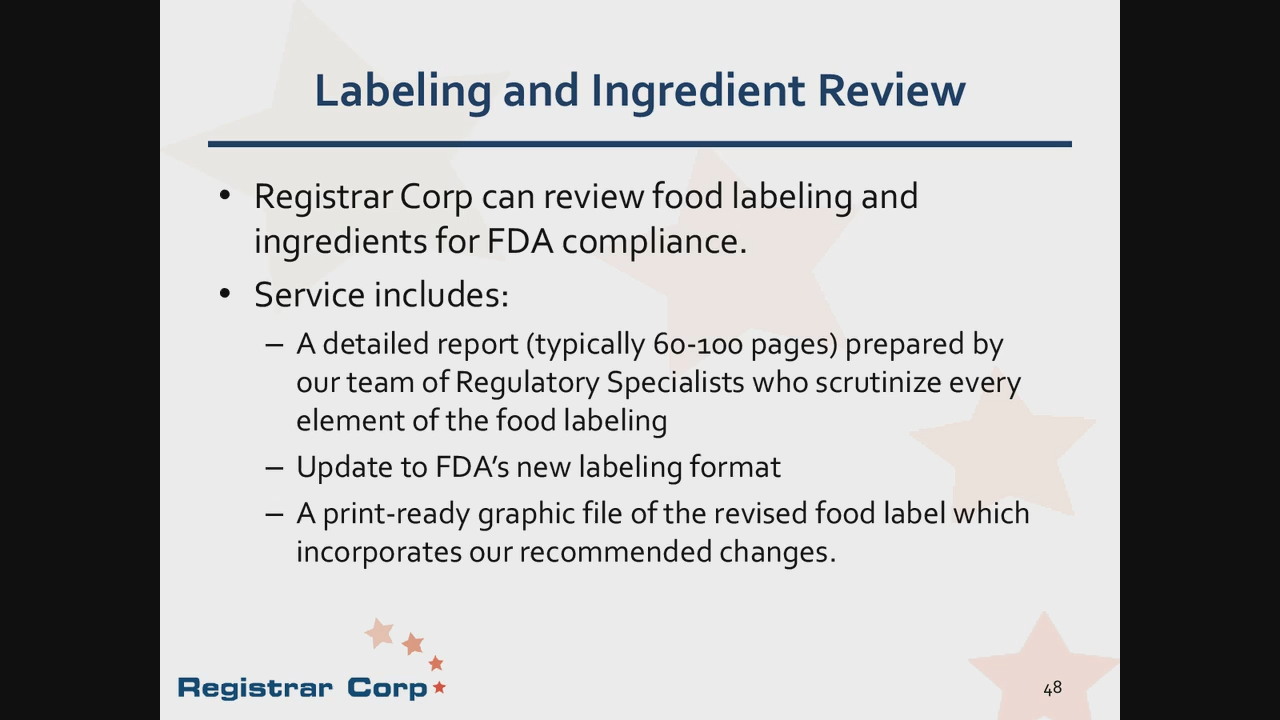 Labeling and Ingredient Review
• Registrar Corp can review food labeling and
ingredients for FDA compliance.
• Service includes:
– A detailed report (typically 60-100 pages) prepared by
our team of Regulatory Specialists who scrutinize every
element of the food labeling
– Update to FDA’s new labeling format
– A print-ready graphic file of the revised food label which
incorporates our recommended changes.
Registrar Corp
48